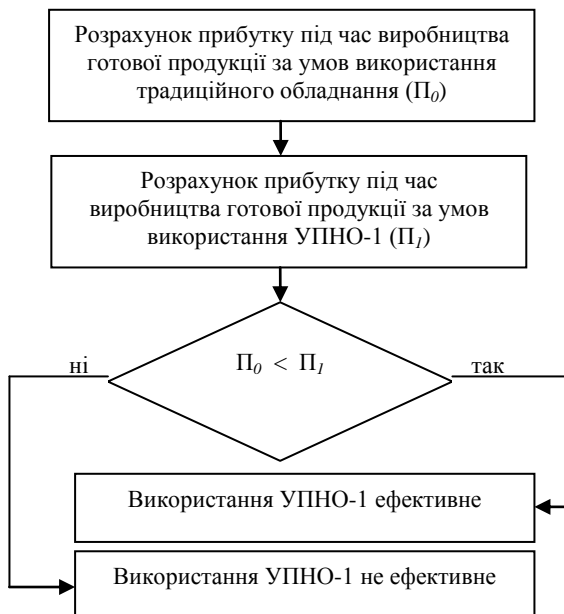 Розрахунок прибутку під час виробництва
готової продукції за умов використання
традиційного обладнання (П₀)
Розрахунок прибутку під час
виробництва готової продукції за умов
використання УПНО-1 (П₁)
ні
П₀ < П₁
так
Використання УПНО-1 ефективне
Використання УПНО-1 не ефективне